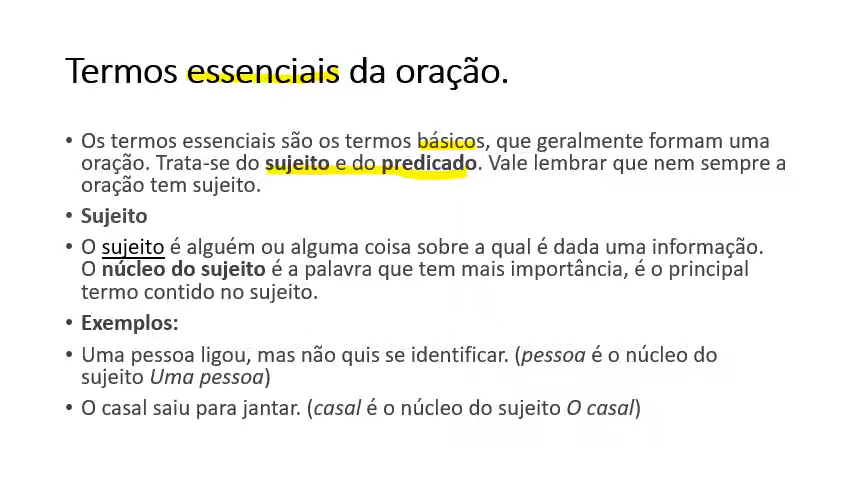 Termos essenciais da oração.
• Os termos essenciais são os termos básicos, que geralmente formam uma
oração. Trata-se do sujeito e do predicado. Vale lembrar que nem sempre a
oração tem sujeito.
• Sujeito
• O sujeito é alguém ou alguma coisa sobre a qual é dada uma informação.
O núcleo do sujeito é a palavra que tem mais importância, é o principal
termo contido no sujeito.
• Exemplos:
• Uma pessoa ligou, mas não quis se identificar. (pessoa é o núcleo do
sujeito Uma pessoa)
• O casal saiu para jantar. (casal é o núcleo do sujeito O casal)